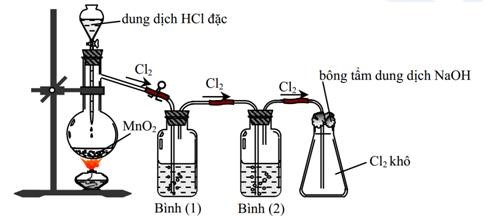 dung dịch HCl đặc
Cl₂
Cl₂
Cl₂
bông tẩm dung dịch NaOH
MnO₂
Cl₂ khô
Bình (1)
Bình (2)